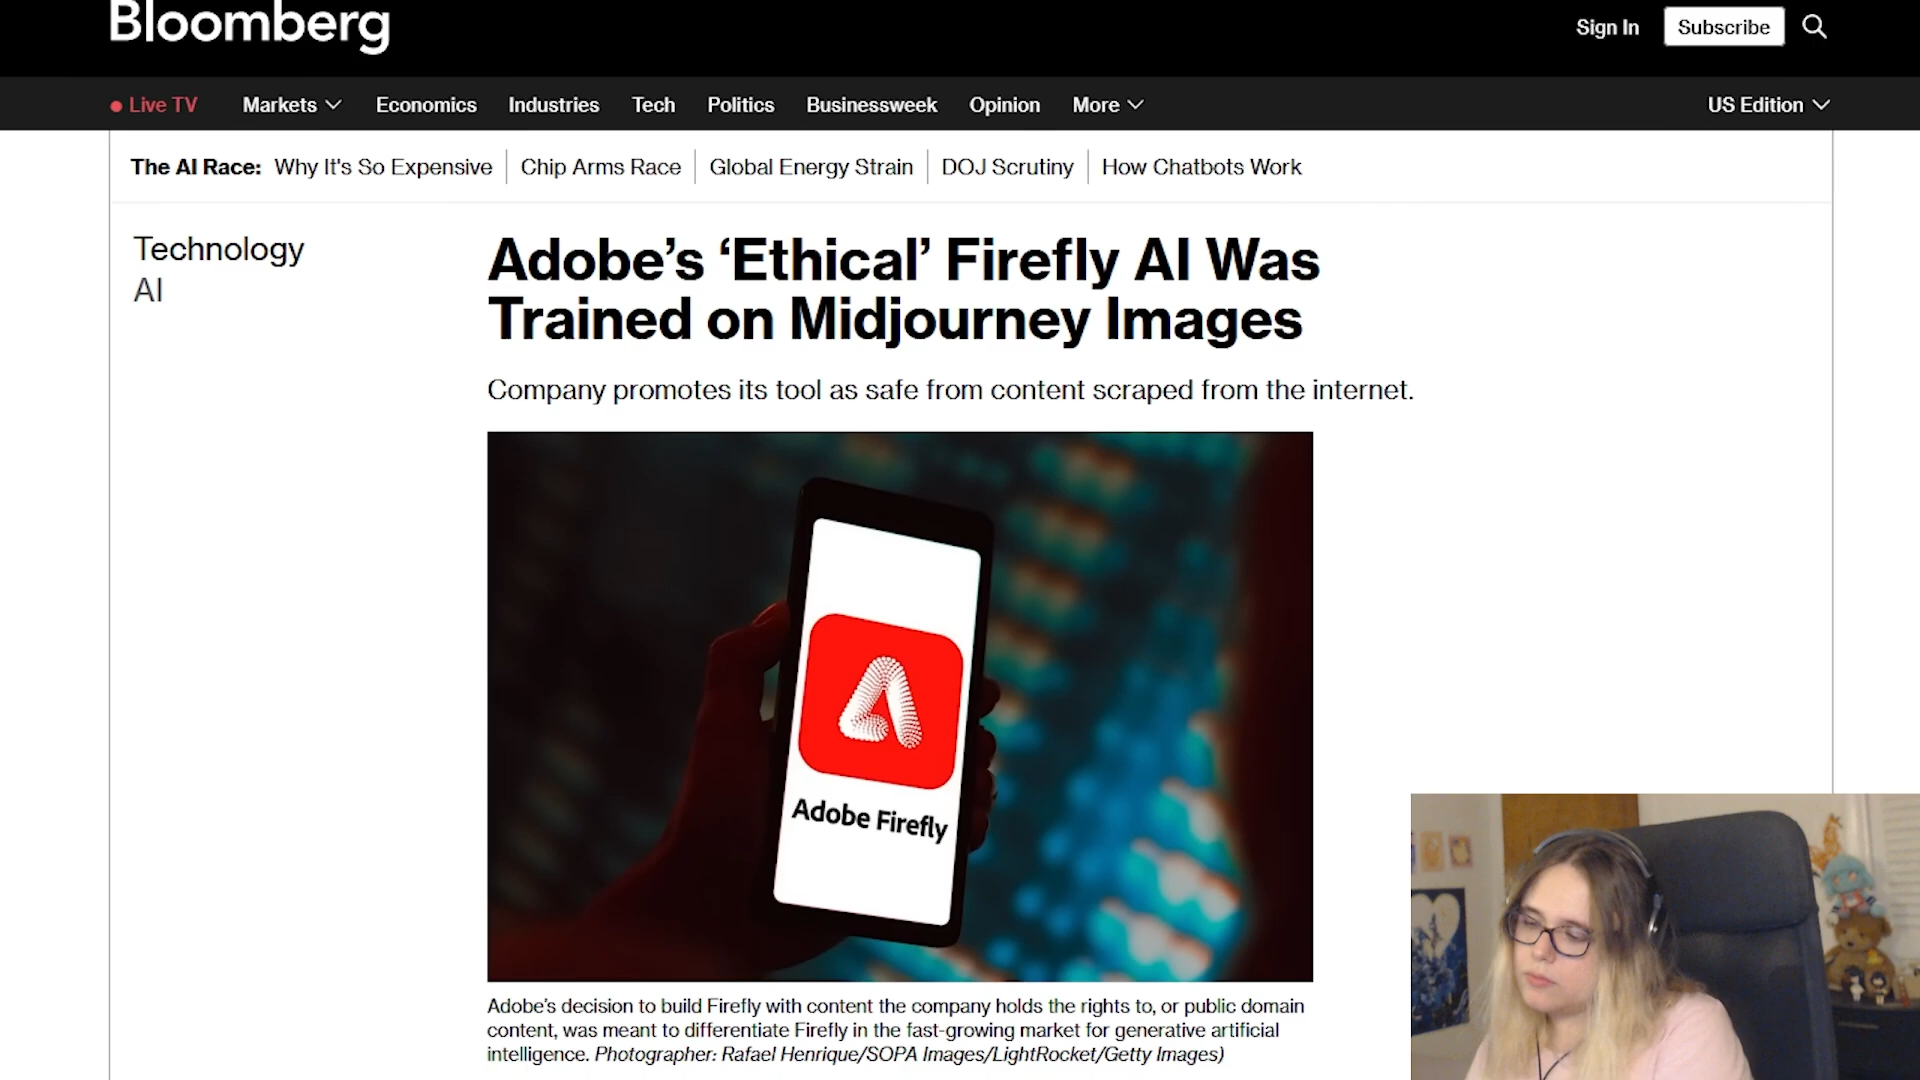 Bloomberg
Sign In
Subscribe
Live TV
Markets
Economics
Industries
Tech
Politics
Businessweek
Opinion
More
US Edition
The AI Race: Why It's So Expensive
Chip Arms Race
Global Energy Strain
DOJ Scrutiny
How Chatbots Work
Technology
AI
Adobe’s ‘Ethical’ Firefly AI Was
Trained on Midjourney Images
Company promotes its tool as safe from content scraped from the internet.
Adobe Firefly
Adobe’s decision to build Firefly with content the company holds the rights to, or public domain
content, was meant to differentiate Firefly in the fast-growing market for generative artificial
intelligence. Photographer: Rafael Henrique/SOPA Images/LightRocket/Getty Images)